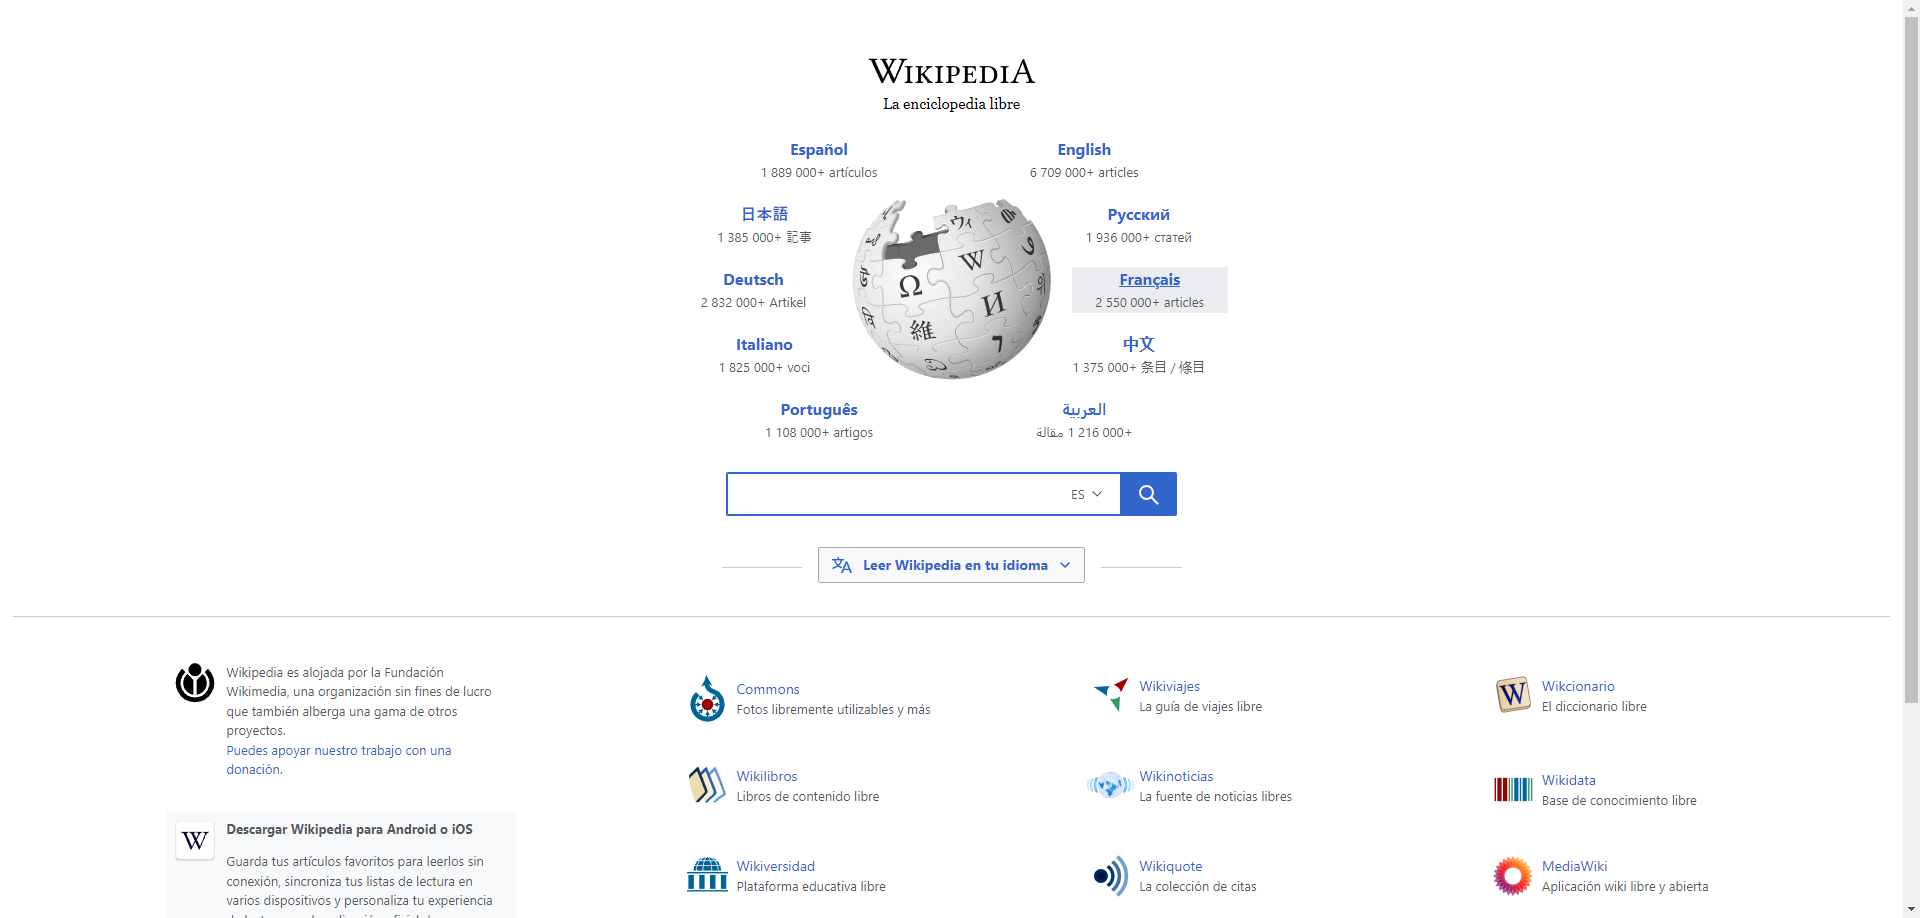 WIKIPEDIA
La enciclopedia libre
Español
1 889 000+ artículos
English
6 709 000+ articles
日本語
1 385 000+ 記事
Русский
1 936 000+ статей
Deutsch
2 832 000+ Artikel
Français
2 550 000+ articles
Italiano
1 825 000+ voci
中文
1 375 000+ 条目 / 條目
Português
1 108 000+ artigos
العربية
1 216 000+ مقالة
Ω
W
И
維
ウィ
ES
Leer Wikipedia en tu idioma
Wikipedia es alojada por la Fundación
Wikimedia, una organización sin fines de lucro
que también alberga una gama de otros
proyectos.
Puedes apoyar nuestro trabajo con una
donación.
W
Descargar Wikipedia para Android o iOS
Guarda tus artículos favoritos para leerlos sin
conexión, sincroniza tus listas de lectura en
varios dispositivos y personaliza tu experiencia
Commons
Fotos libremente utilizables y más
Wikiviajes
La guía de viajes libre
W
Wikcionario
El diccionario libre
Wikilibros
Libros de contenido libre
Wikinoticias
La fuente de noticias libres
Wikidata
Base de conocimiento libre
Wikiversidad
Plataforma educativa libre
Wikiquote
La colección de citas
MediaWiki
Aplicación wiki libre y abierta